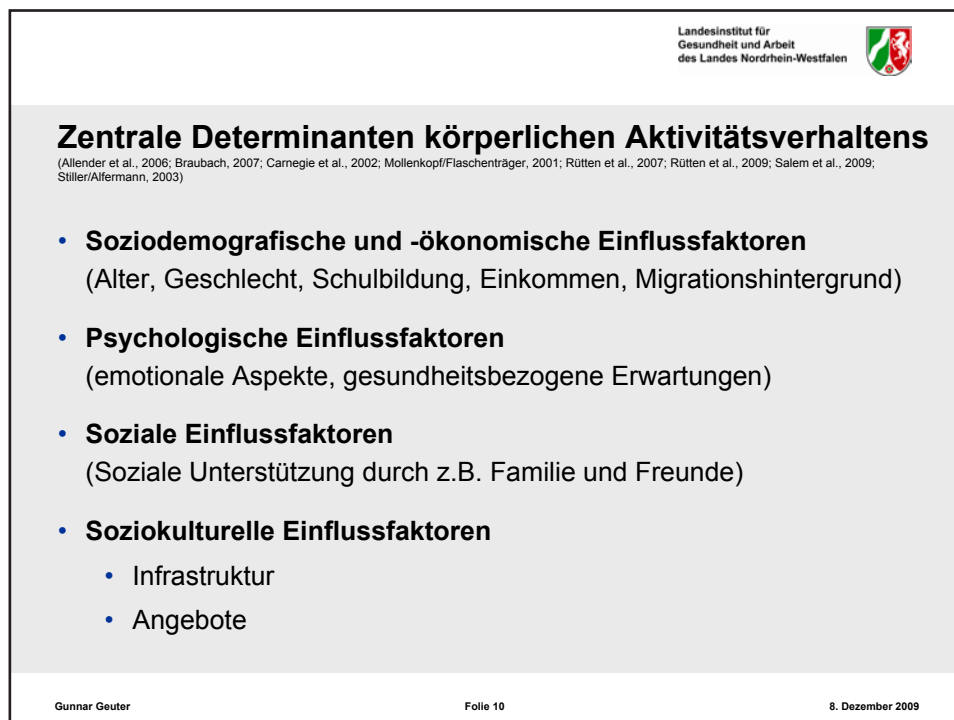 Landesinstitut für
Gesundheit und Arbeit
des Landes Nordrhein-Westfalen
Zentrale Determinanten körperlichen Aktivitätsverhaltens
(Allender et al., 2006; Braubach, 2007; Carnegie et al., 2002; Mollenkopf/Flaschenträger, 2001; Rütten et al., 2007; Rütten et al., 2009; Salem et al., 2009;
Stiller/Alfermann, 2003)
• Soziodemografische und -ökonomische Einflussfaktoren
(Alter, Geschlecht, Schulbildung, Einkommen, Migrationshintergrund)
• Psychologische Einflussfaktoren
(emotionale Aspekte, gesundheitsbezogene Erwartungen)
• Soziale Einflussfaktoren
(Soziale Unterstützung durch z.B. Familie und Freunde)
• Soziokulturelle Einflussfaktoren
• Infrastruktur
• Angebote
Gunnar Geuter Folie 10 8. Dezember 2009